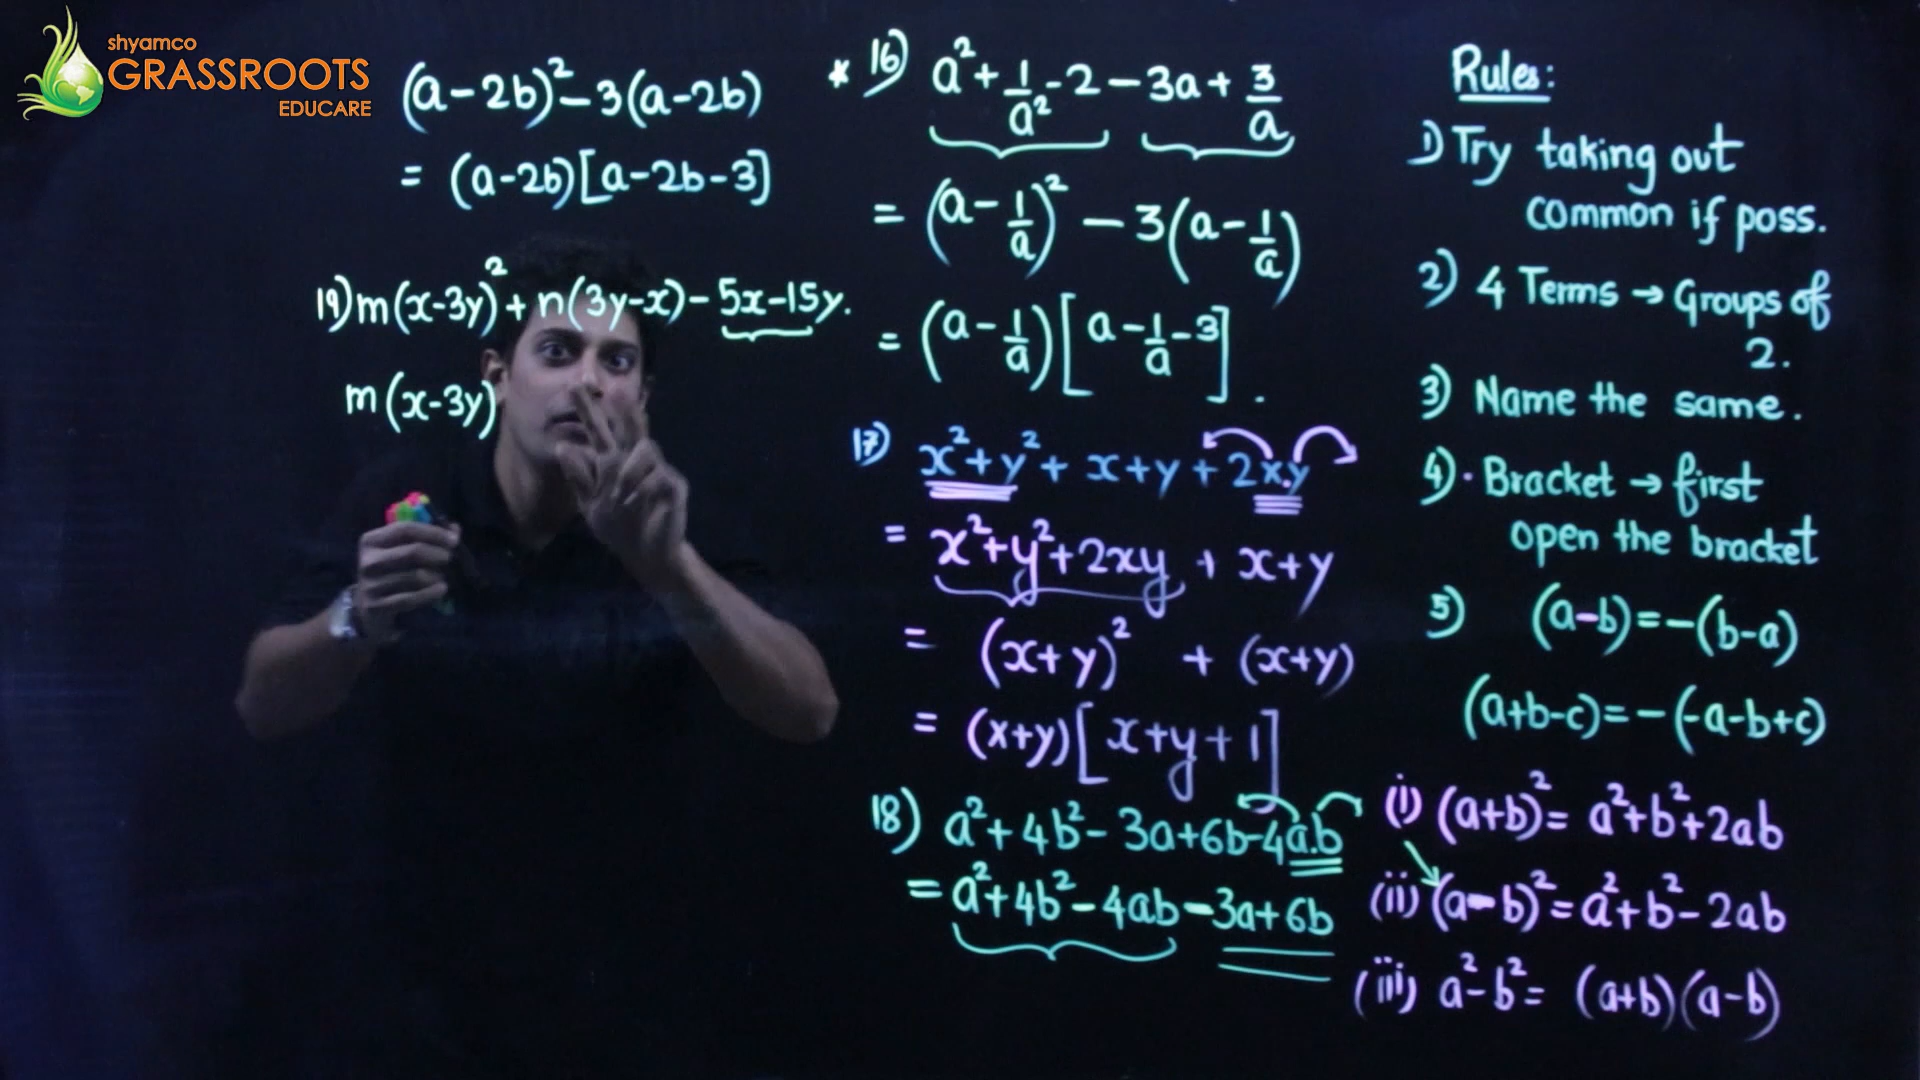 shyamco
GRASSROOTS
EDUCARE
(a-2b)²-3(a-2b)
= (a-2b)[a-2b-3]
19) m(x-3y)²+n(3y-x)-5x-15y.
m(x-3y)
* 16) a²+1/a²-2-3a+3/a
= (a-1/a)²-3(a-1/a)
= (a-1/a)[a-1/a-3].
17) x²+y²+x+y+2x.y
= x²+y²+2xy+x+y
= (x+y)²+(x+y)
= (x+y)[x+y+1]
18) a²+4b²-3a+6b-4a.b
= a²+4b²-4ab-3a+6b
Rules:
1) Try taking out
common if poss.
2) 4 Terms → Groups of
2.
3) Name the same.
4) · Bracket → first
open the bracket
5) (a-b)=-(b-a)
(a+b-c)=-(-a-b+c)
(i) (a+b)²= a²+b²+2ab
(ii) (a-b)²=a²+b²-2ab
(iii) a²-b²= (a+b)(a-b)